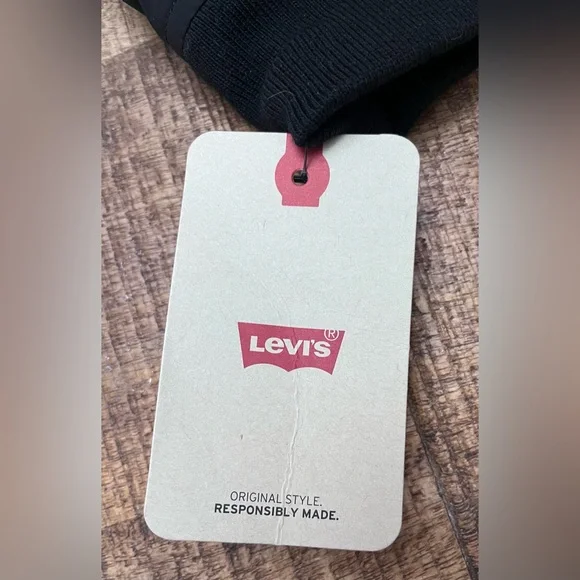 LEVI'S®
ORIGINAL STYLE.
RESPONSIBLY MADE.